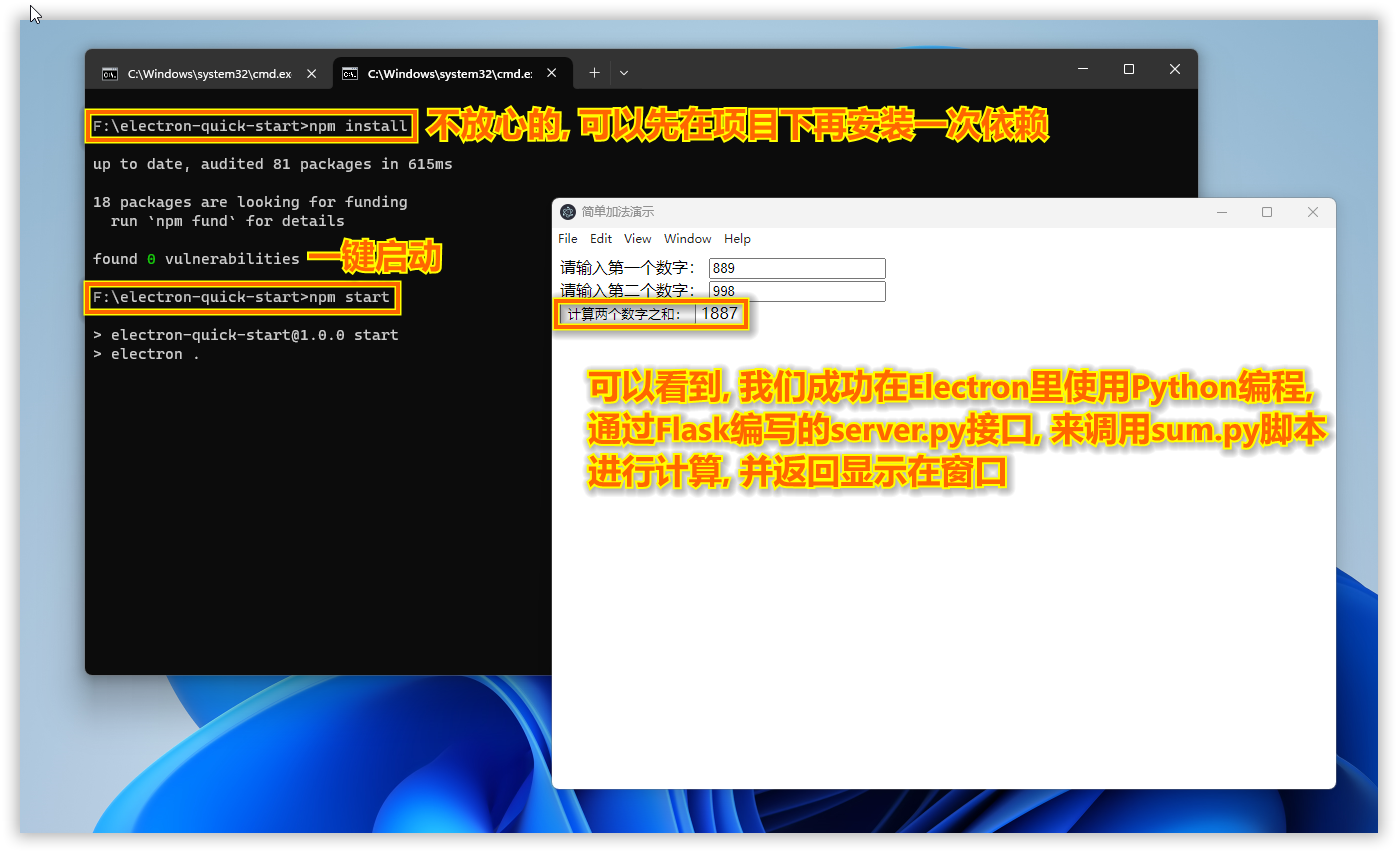 C:\Windows\system32\cmd.ex
C:\Windows\system32\cmd.e:
F:\electron-quick-start>npm install
不放心的, 可以先在项目下再安装一次依赖
up to date, audited 81 packages in 615ms
18 packages are looking for funding
run `npm fund` for details
found 0 vulnerabilities
一键启动
F:\electron-quick-start>npm start
> electron-quick-start@1.0.0 start
> electron .
简单加法演示
File Edit View Window Help
请输入第一个数字： 889
请输入第二个数字： 998
计算两个数字之和： 1887
可以看到, 我们成功在Electron里使用Python编程,
通过Flask编写的server.py接口, 来调用sum.py脚本
进行计算, 并返回显示在窗口